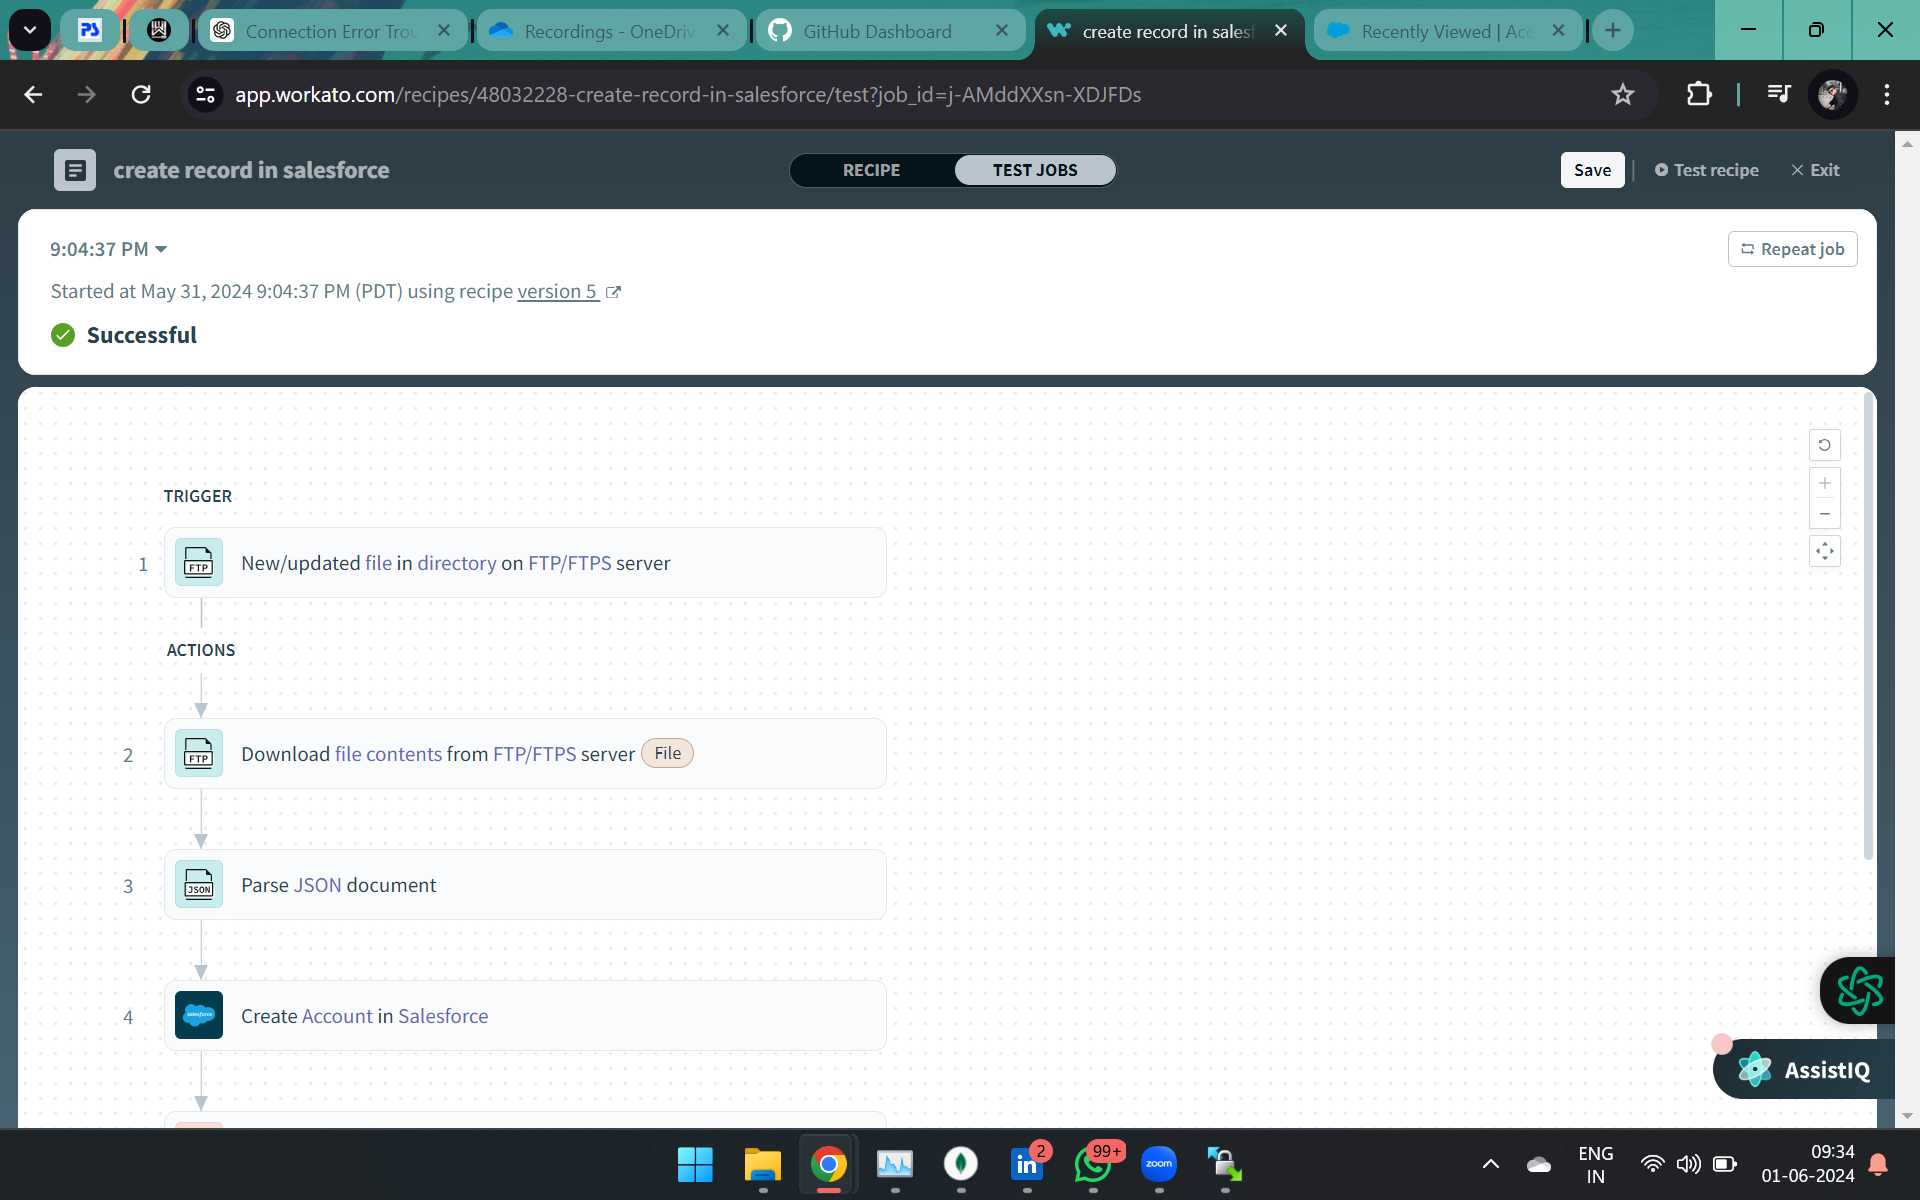 Connection Error Trou
Recordings - OneDriv
GitHub Dashboard
create record in salesf
Recently Viewed | Acc
app.workato.com/recipes/48032228-create-record-in-salesforce/test?job_id=j-AMddXXsn-XDJFDs
create record in salesforce
RECIPE
TEST JOBS
Save
Test recipe
Exit
9:04:37 PM
Repeat job
Started at May 31, 2024 9:04:37 PM (PDT) using recipe version 5
Successful
TRIGGER
1
FTP
New/updated file in directory on FTP/FTPS server
ACTIONS
2
FTP
Download file contents from FTP/FTPS server
File
3
JSON
Parse JSON document
4
salesforce
Create Account in Salesforce
AssistIQ
2
99+
in
zoom
ENG
IN
09:34
01-06-2024